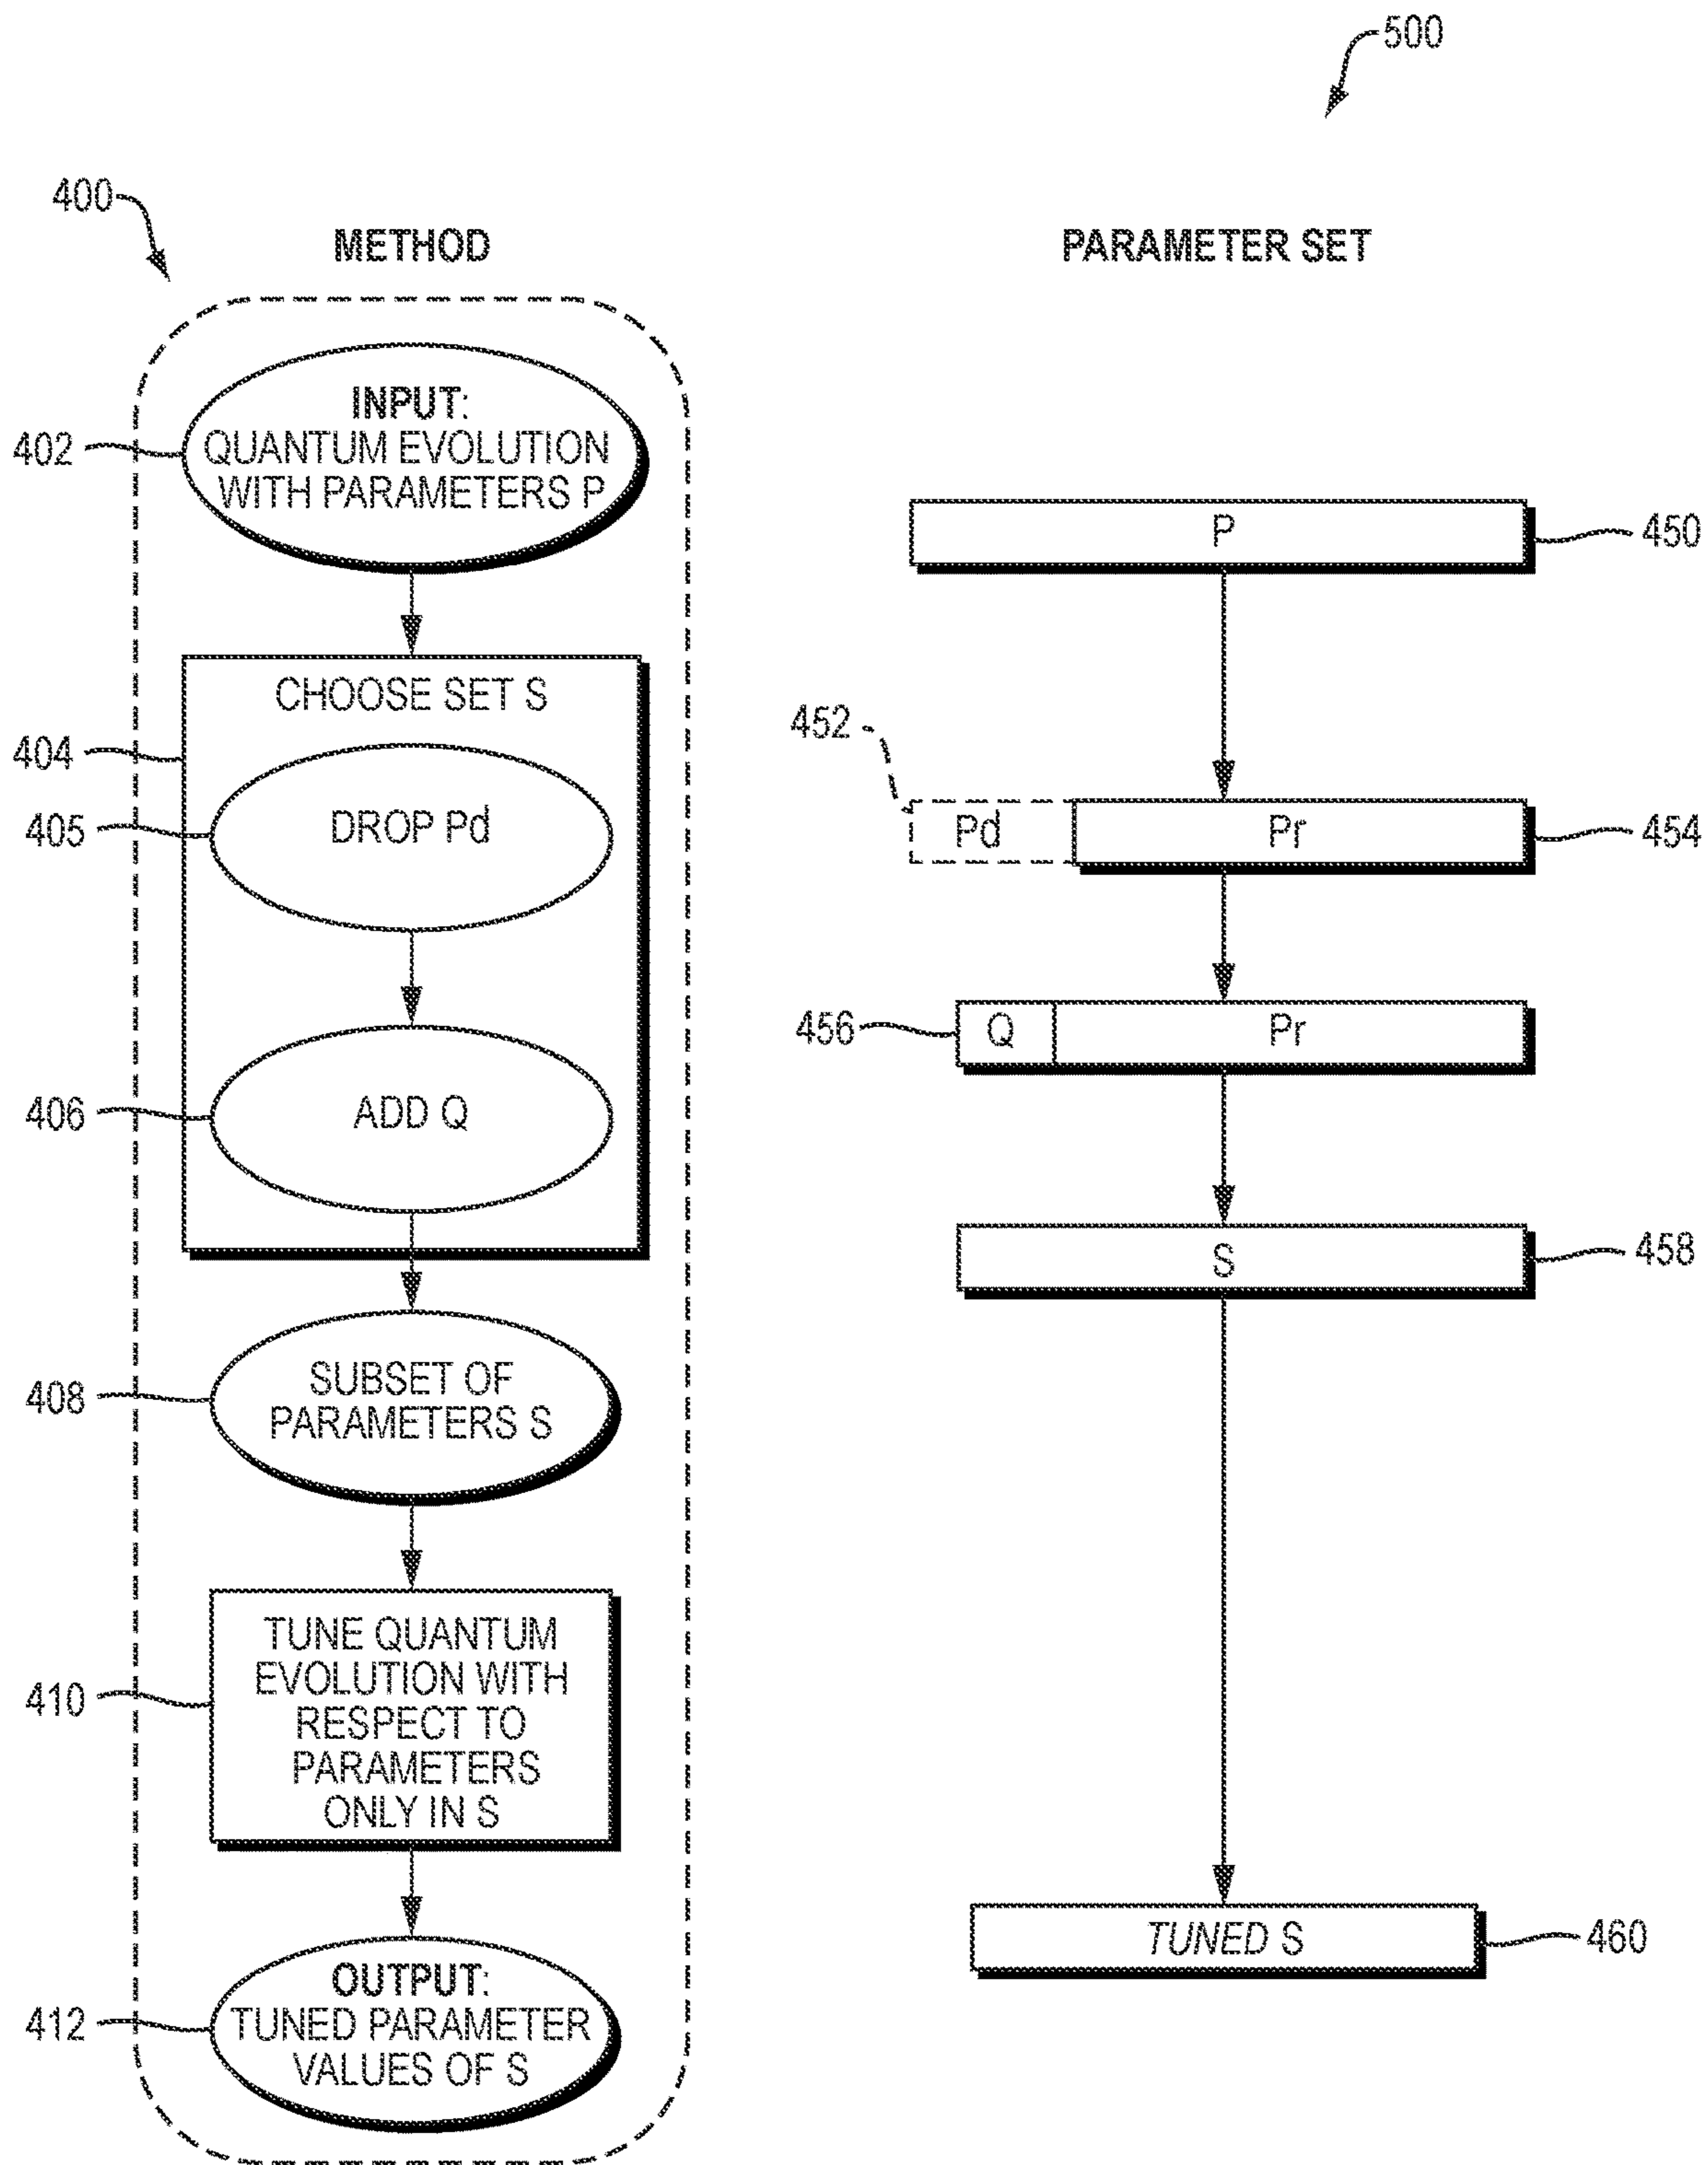 500
400
METHOD
PARAMETER SET
INPUT:
QUANTUM EVOLUTION
WITH PARAMETERS P
402
P
450
CHOOSE SET S
404
DROP Pd
405
452
Pd
Pr
454
ADD Q
406
456
Q
Pr
S
458
SUBSET OF
PARAMETERS S
408
TUNE QUANTUM
EVOLUTION WITH
RESPECT TO
PARAMETERS
ONLY IN S
410
TUNED S
460
OUTPUT:
TUNED PARAMETER
VALUES OF S
412